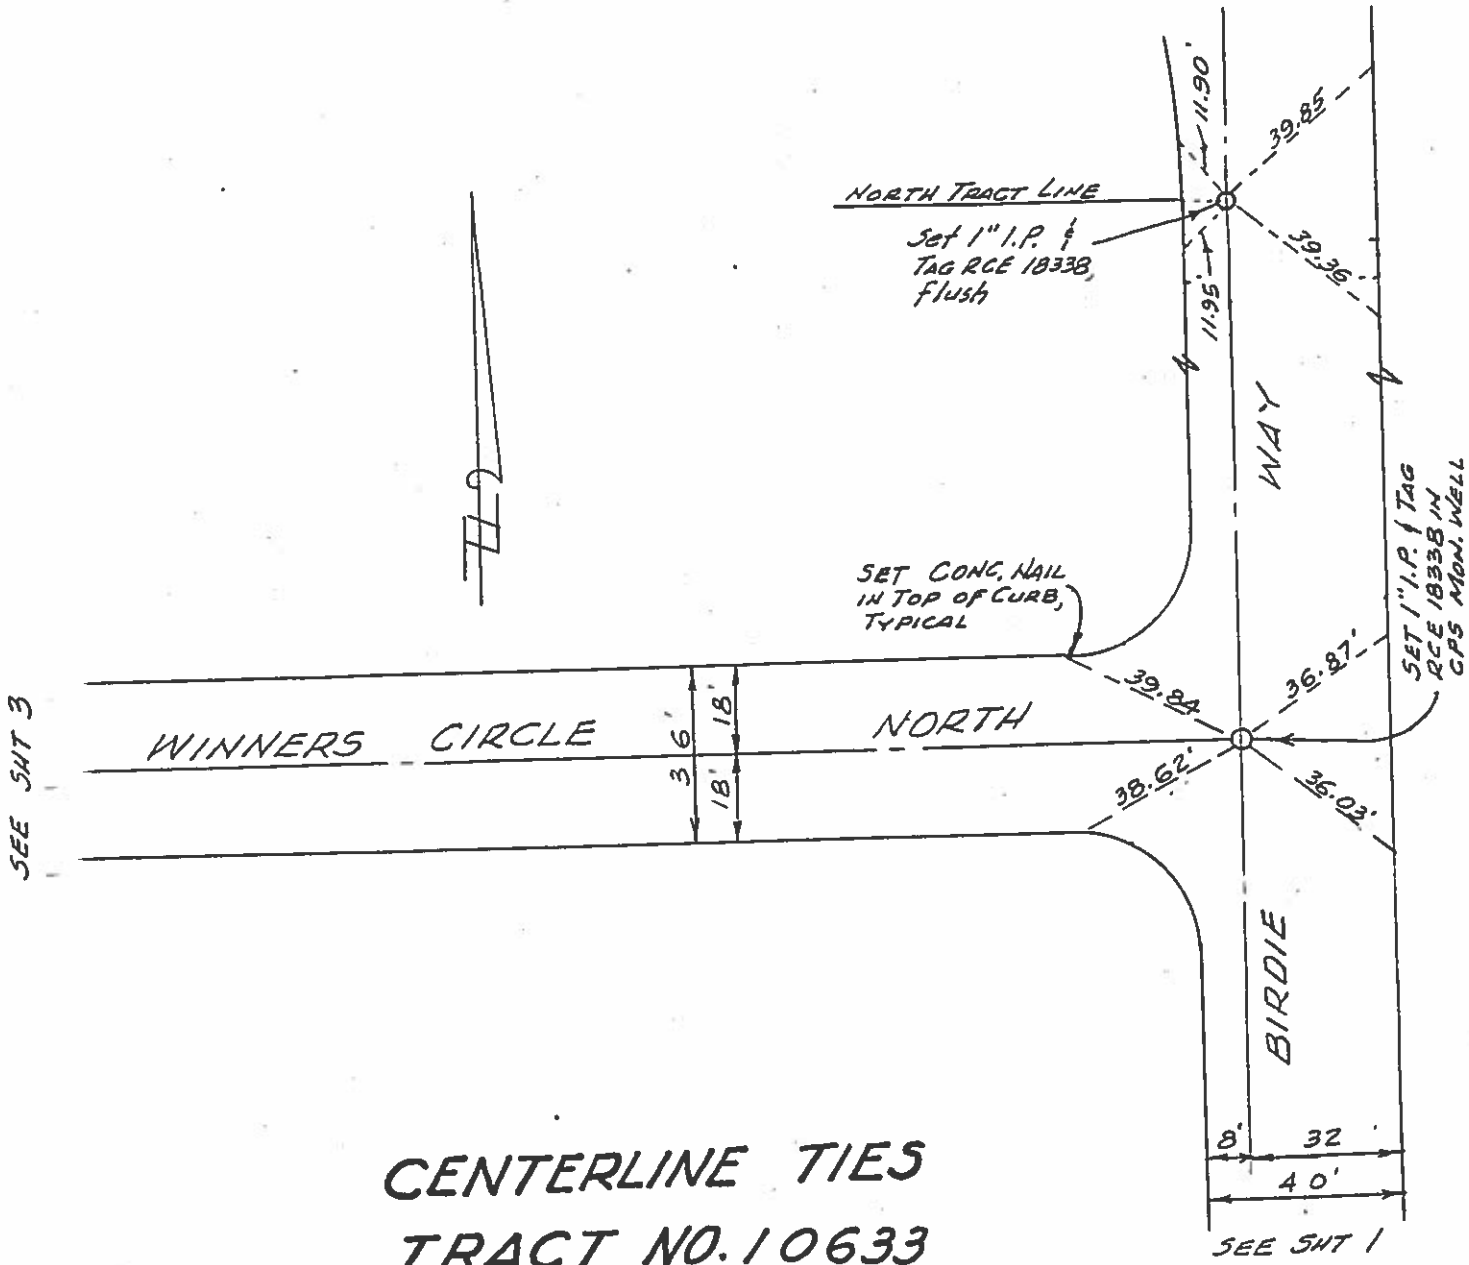 11.90'
39.85
NORTH TRACT LINE
Set 1" I.P. &
TAG RCE 18338,
Flush
39.36
11.95'
WAY
SET 1" I.P. & TAG
RCE 18338 IN
GPS MON. WELL
SET CONC. NAIL
IN TOP OF CURB,
TYPICAL
39.84
36.87'
SEE SHT 3
WINNERS CIRCLE NORTH
36'
18'
18'
38.62'
36.03'
BIRDIE
8' 32'
40'
SEE SHT 1
CENTERLINE TIES
TRACT NO. 10633